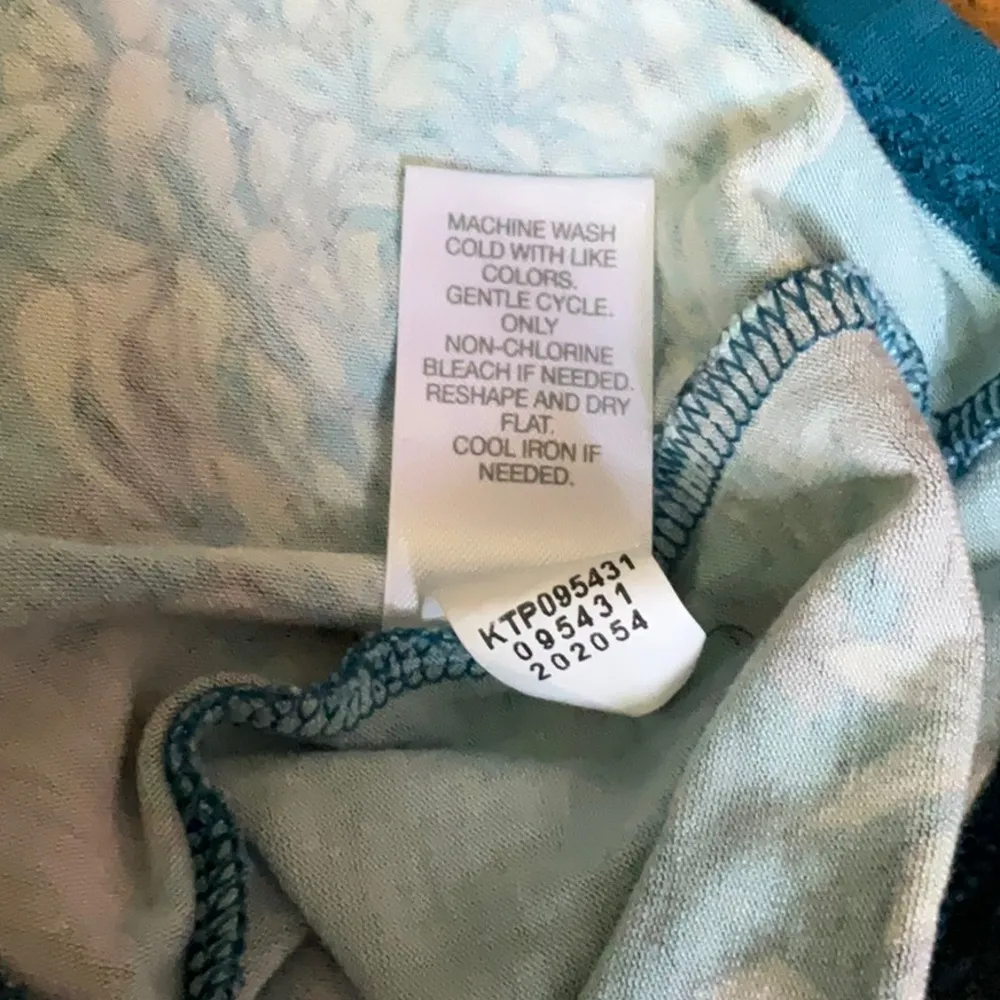 MACHINE WASH
COLD WITH LIKE
COLORS.
GENTLE CYCLE.
ONLY
NON-CHLORINE
BLEACH IF NEEDED.
RESHAPE AND DRY
FLAT.
COOL IRON IF
NEEDED.
KTP095431
095431
202054